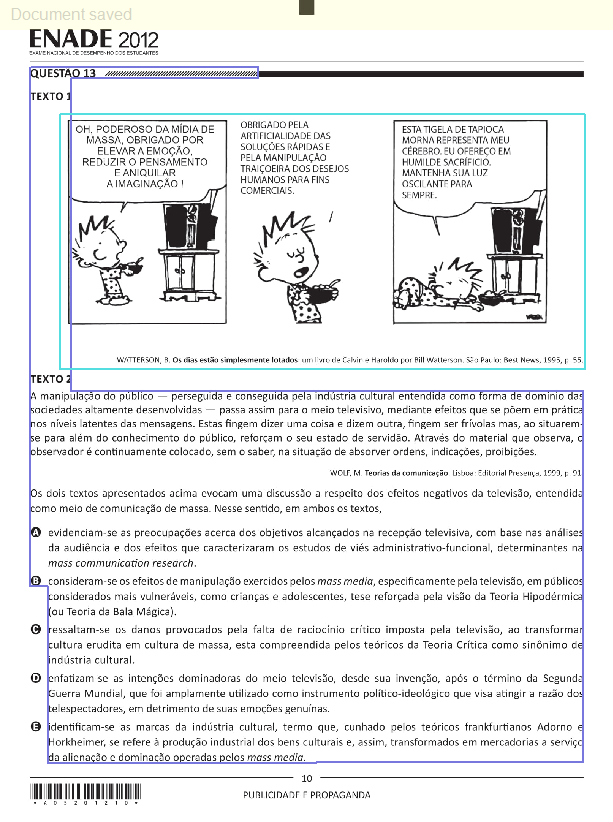 Document saved
ENADE 2012
EXAME NACIONAL DE DESEMPENHO DOS ESTUDANTES
QUESTÃO 13
TEXTO 1
OH, PODEROSO DA MÍDIA DE
MASSA, OBRIGADO POR
ELEVAR A EMOÇÃO,
REDUZIR O PENSAMENTO
E ANIQUILAR
A IMAGINAÇÃO !
OBRIGADO PELA
ARTIFICIALIDADE DAS
SOLUÇÕES RÁPIDAS E
PELA MANIPULAÇÃO
TRAIÇOEIRA DOS DESEJOS
HUMANOS PARA FINS
COMERCIAIS.
ESTA TIGELA DE TAPIOCA
MORNA REPRESENTA MEU
CÉREBRO. EU OFEREÇO EM
HUMILDE SACRIFÍCIO.
MANTENHA SUA LUZ
OSCILANTE PARA
SEMPRE.
WATTERSON, B. Os dias estão simplesmente lotados: um livro de Calvin e Haroldo por Bill Watterson. São Paulo: Best News, 1995, p. 55.
TEXTO 2
A manipulação do público — perseguida e conseguida pela indústria cultural entendida como forma de domínio das
sociedades altamente desenvolvidas — passa assim para o meio televisivo, mediante efeitos que se põem em prática
nos níveis latentes das mensagens. Estas fingem dizer uma coisa e dizem outra, fingem ser frívolas mas, ao situarem-
se para além do conhecimento do público, reforçam o seu estado de servidão. Através do material que observa, o
observador é continuamente colocado, sem o saber, na situação de absorver ordens, indicações, proibições.
WOLF, M. Teorias da comunicação. Lisboa: Editorial Presença, 1999, p. 91.
Os dois textos apresentados acima evocam uma discussão a respeito dos efeitos negativos da televisão, entendida
como meio de comunicação de massa. Nesse sentido, em ambos os textos,
A evidenciam-se as preocupações acerca dos objetivos alcançados na recepção televisiva, com base nas análises
da audiência e dos efeitos que caracterizaram os estudos de viés administrativo-funcional, determinantes na
mass communication research.
B consideram-se os efeitos de manipulação exercidos pelos mass media, especificamente pela televisão, em públicos
considerados mais vulneráveis, como crianças e adolescentes, tese reforçada pela visão da Teoria Hipodérmica
(ou Teoria da Bala Mágica).
C ressaltam-se os danos provocados pela falta de raciocínio crítico imposta pela televisão, ao transformar
cultura erudita em cultura de massa, esta compreendida pelos teóricos da Teoria Crítica como sinônimo de
indústria cultural.
D enfatizam-se as intenções dominadoras do meio televisivo, desde sua invenção, após o término da Segunda
Guerra Mundial, que foi amplamente utilizado como instrumento político-ideológico que visa atingir a razão dos
telespectadores, em detrimento de suas emoções genuínas.
E identificam-se as marcas da indústria cultural, termo que, cunhado pelos teóricos frankfurtianos Adorno e
Horkheimer, se refere à produção industrial dos bens culturais e, assim, transformados em mercadorias a serviço
da alienação e dominação operadas pelos mass media.
10
PUBLICIDADE E PROPAGANDA
*A0520121 0*